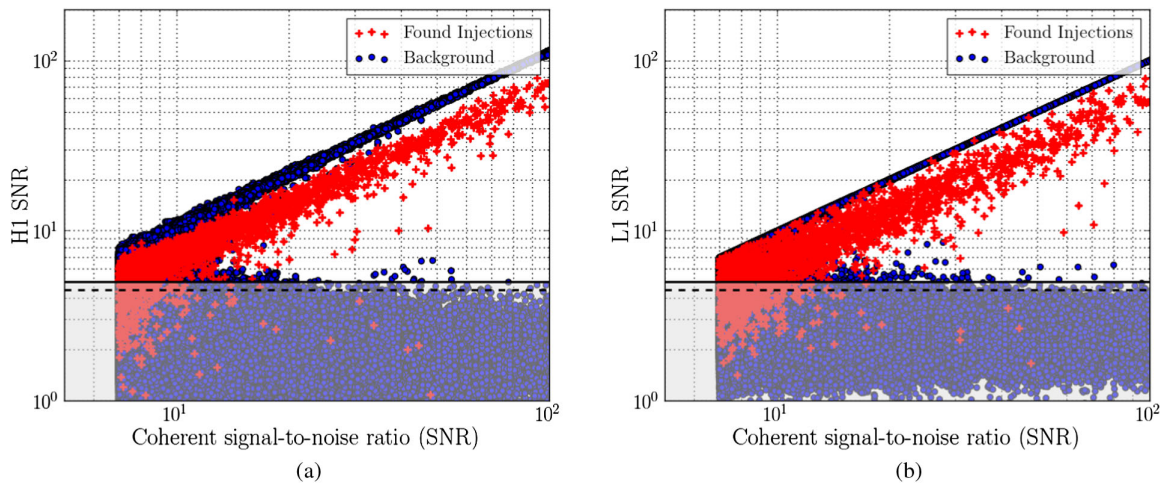 Found Injections
Background
H1 SNR
10²
10¹
10⁰
10¹
10²
Coherent signal-to-noise ratio (SNR)
(a)
Found Injections
Background
L1 SNR
10²
10¹
10⁰
10¹
10²
Coherent signal-to-noise ratio (SNR)
(b)